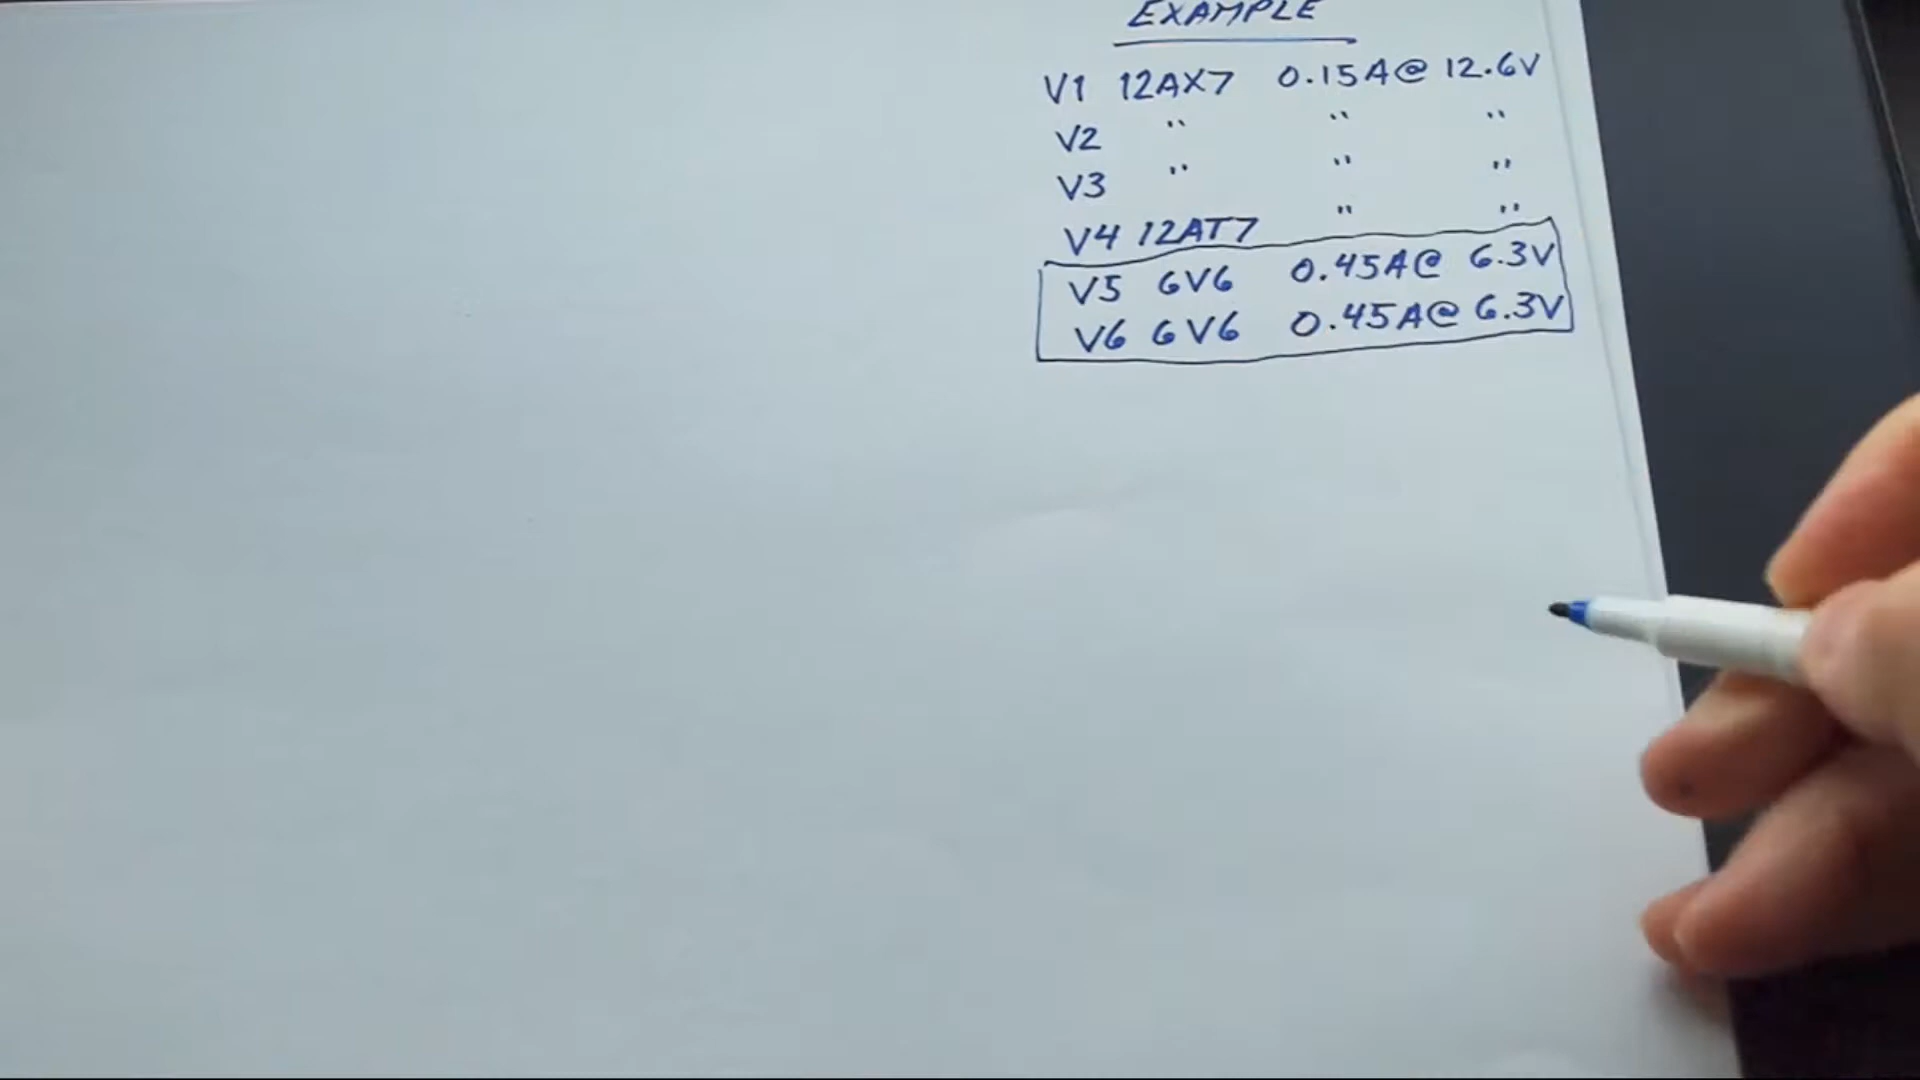 EXAMPLE
V1 12AX7 0.15A@ 12.6V
V2 " " "
V3 " " "
V4 12AT7 " "
V5 6V6 0.45A@ 6.3V
V6 6V6 0.45A@ 6.3V